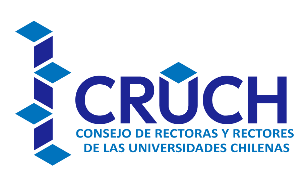 CRUCH
CONSEJO DE RECTORAS Y RECTORES
DE LAS UNIVERSIDADES CHILENAS